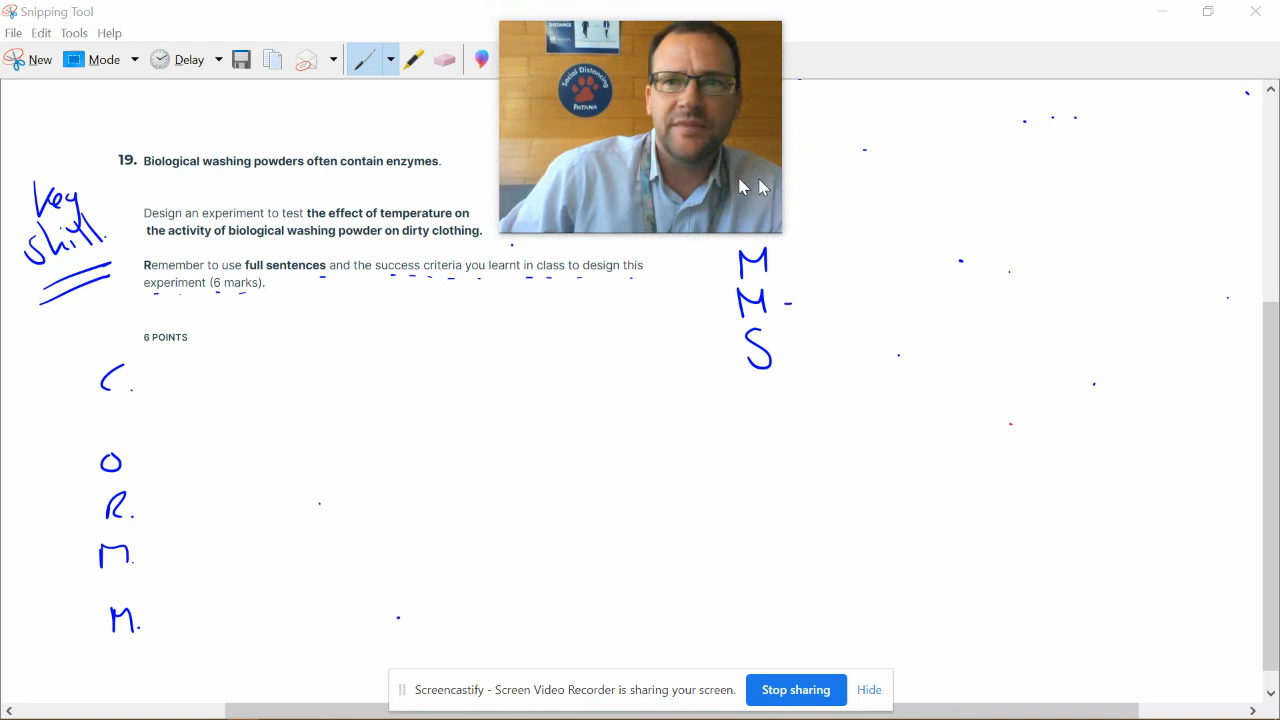 Snipping Tool
File Edit Tools Help
New Mode Delay
DISTANCE
Social Distancing
PATANA
19. Biological washing powders often contain enzymes.
Key
skill.
Design an experiment to test the effect of temperature on
the activity of biological washing powder on dirty clothing.
Remember to use full sentences and the success criteria you learnt in class to design this
experiment (6 marks).
6 POINTS
C.
O
R.
M.
M.
M
M -
S
Screencastify - Screen Video Recorder is sharing your screen. Stop sharing Hide